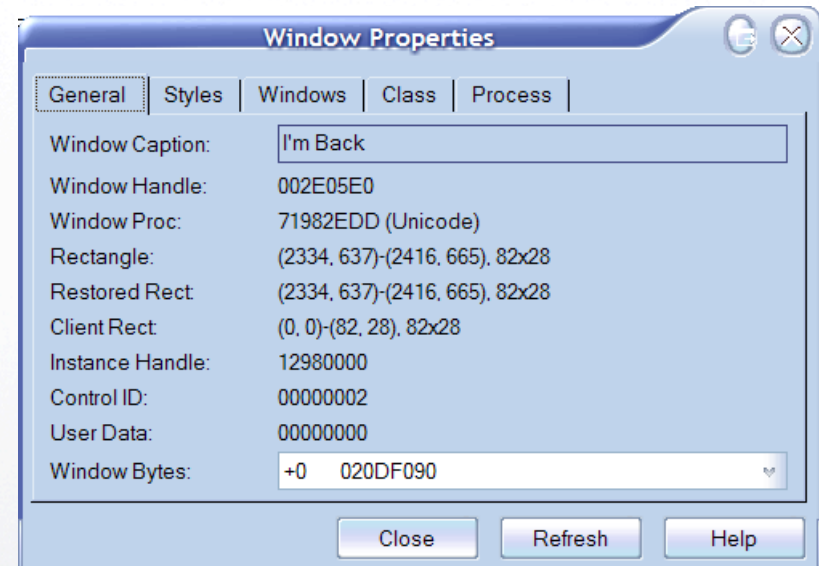 Window Properties
General Styles Windows Class Process
Window Caption: I'm Back
Window Handle: 002E05E0
Window Proc: 71982EDD (Unicode)
Rectangle: (2334, 637)-(2416, 665), 82x28
Restored Rect: (2334, 637)-(2416, 665), 82x28
Client Rect: (0, 0)-(82, 28), 82x28
Instance Handle: 12980000
Control ID: 00000002
User Data: 00000000
Window Bytes: +0 020DF090
Close Refresh Help